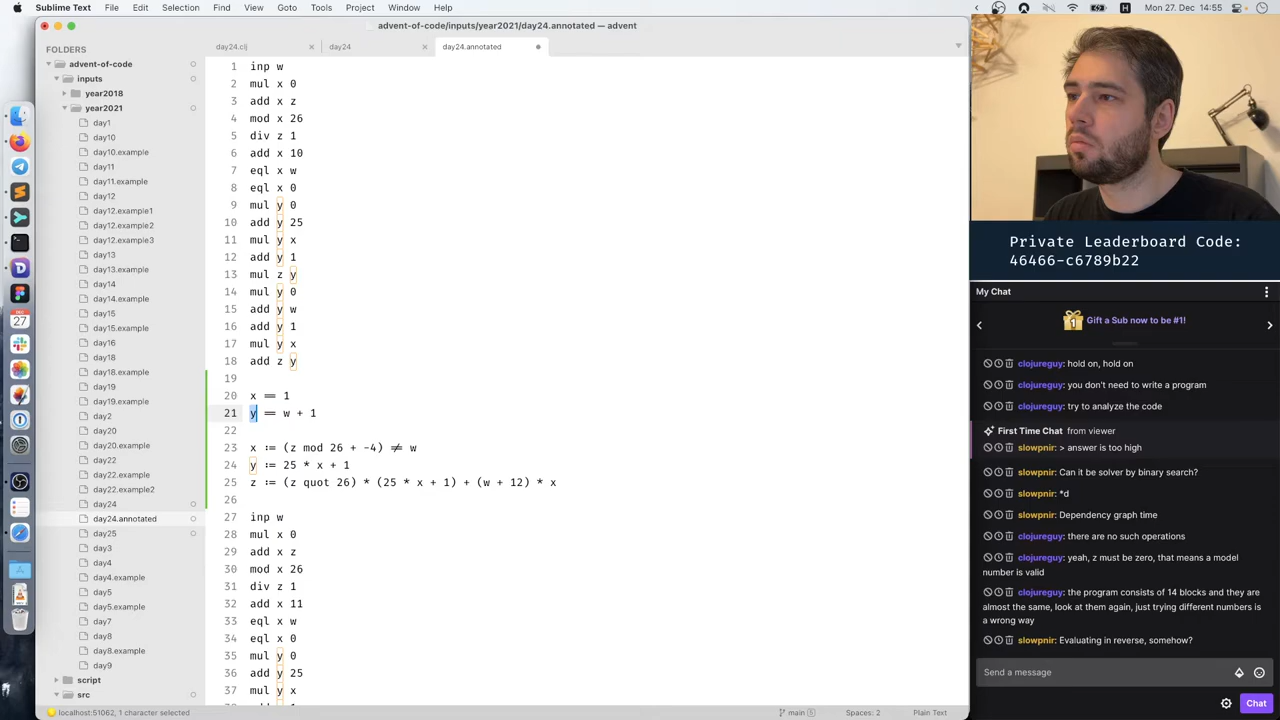 Sublime Text File Edit Selection Find View Goto Tools Project Window Help
Mon 27. Dec 14:55
advent-of-code/inputs/year2021/day24.annotated — advent
FOLDERS
advent-of-code
inputs
year2018
year2021
day1
day10
day10.example
day11
day11.example
day12
day12.example1
day12.example2
day12.example3
day13
day13.example
day14
day14.example
day15
day15.example
day16
day18
day18.example
day19
day19.example
day2
day20
day20.example
day22
day22.example
day22.example2
day24
day24.annotated
day25
day3
day4
day4.example
day5
day5.example
day7
day8
day8.example
day9
script
src
day24.clj
day24
day24.annotated
1 inp w
2 mul x 0
3 add x z
4 mod x 26
5 div z 1
6 add x 10
7 eql x w
8 eql x 0
9 mul y 0
10 add y 25
11 mul y x
12 add y 1
13 mul z y
14 mul y 0
15 add y w
16 add y 1
17 mul y x
18 add z y
19
20 x == 1
21 y == w + 1
22
23 x := (z mod 26 + -4) ≠ w
24 y := 25 * x + 1
25 z := (z quot 26) * (25 * x + 1) + (w + 12) * x
26
27 inp w
28 mul x 0
29 add x z
30 mod x 26
31 div z 1
32 add x 11
33 eql x w
34 eql x 0
35 mul y 0
36 add y 25
37 mul y x
localhost:51062, 1 character selected
main 5
Spaces: 2
Plain Text
Private Leaderboard Code:
46466-c6789b22
My Chat
Gift a Sub now to be #1!
clojureguy: hold on, hold on
clojureguy: you don't need to write a program
clojureguy: try to analyze the code
First Time Chat from viewer
slowpnir: > answer is too high
slowpnir: Can it be solver by binary search?
slowpnir: *d
slowpnir: Dependency graph time
clojureguy: there are no such operations
clojureguy: yeah, z must be zero, that means a model
number is valid
clojureguy: the program consists of 14 blocks and they are
almost the same, look at them again, just trying different numbers is
a wrong way
slowpnir: Evaluating in reverse, somehow?
Send a message
Chat